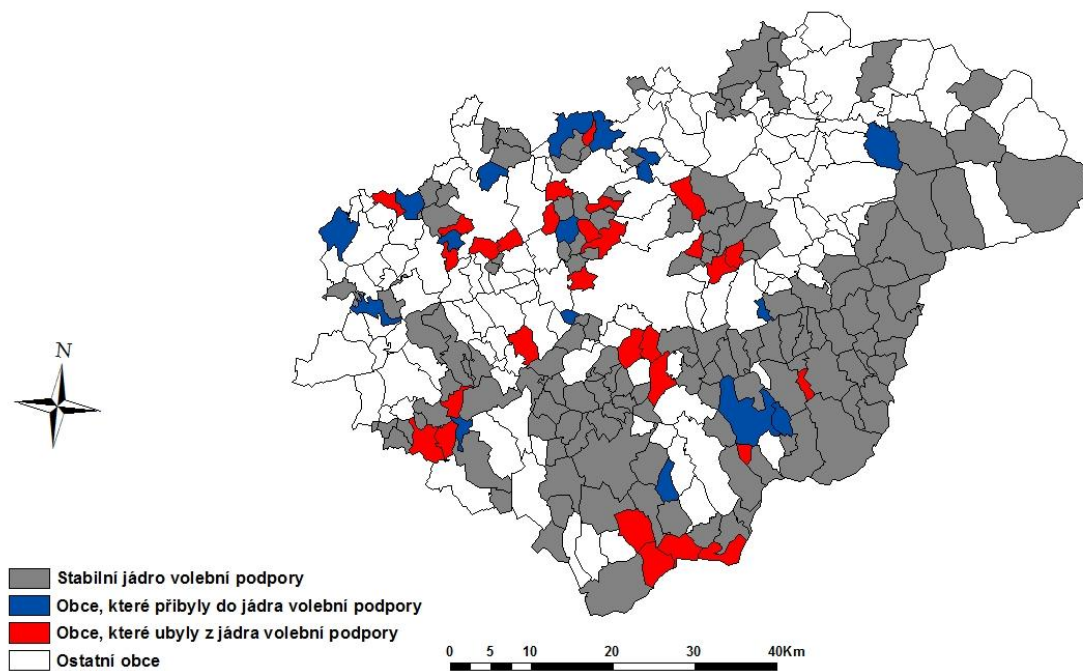 N
Stabilní jádro volební podpory
Obce, které přibyly do jádra volební podpory
Obce, které ubyly z jádra volební podpory
Ostatní obce
0 5 10 20 30 40Km